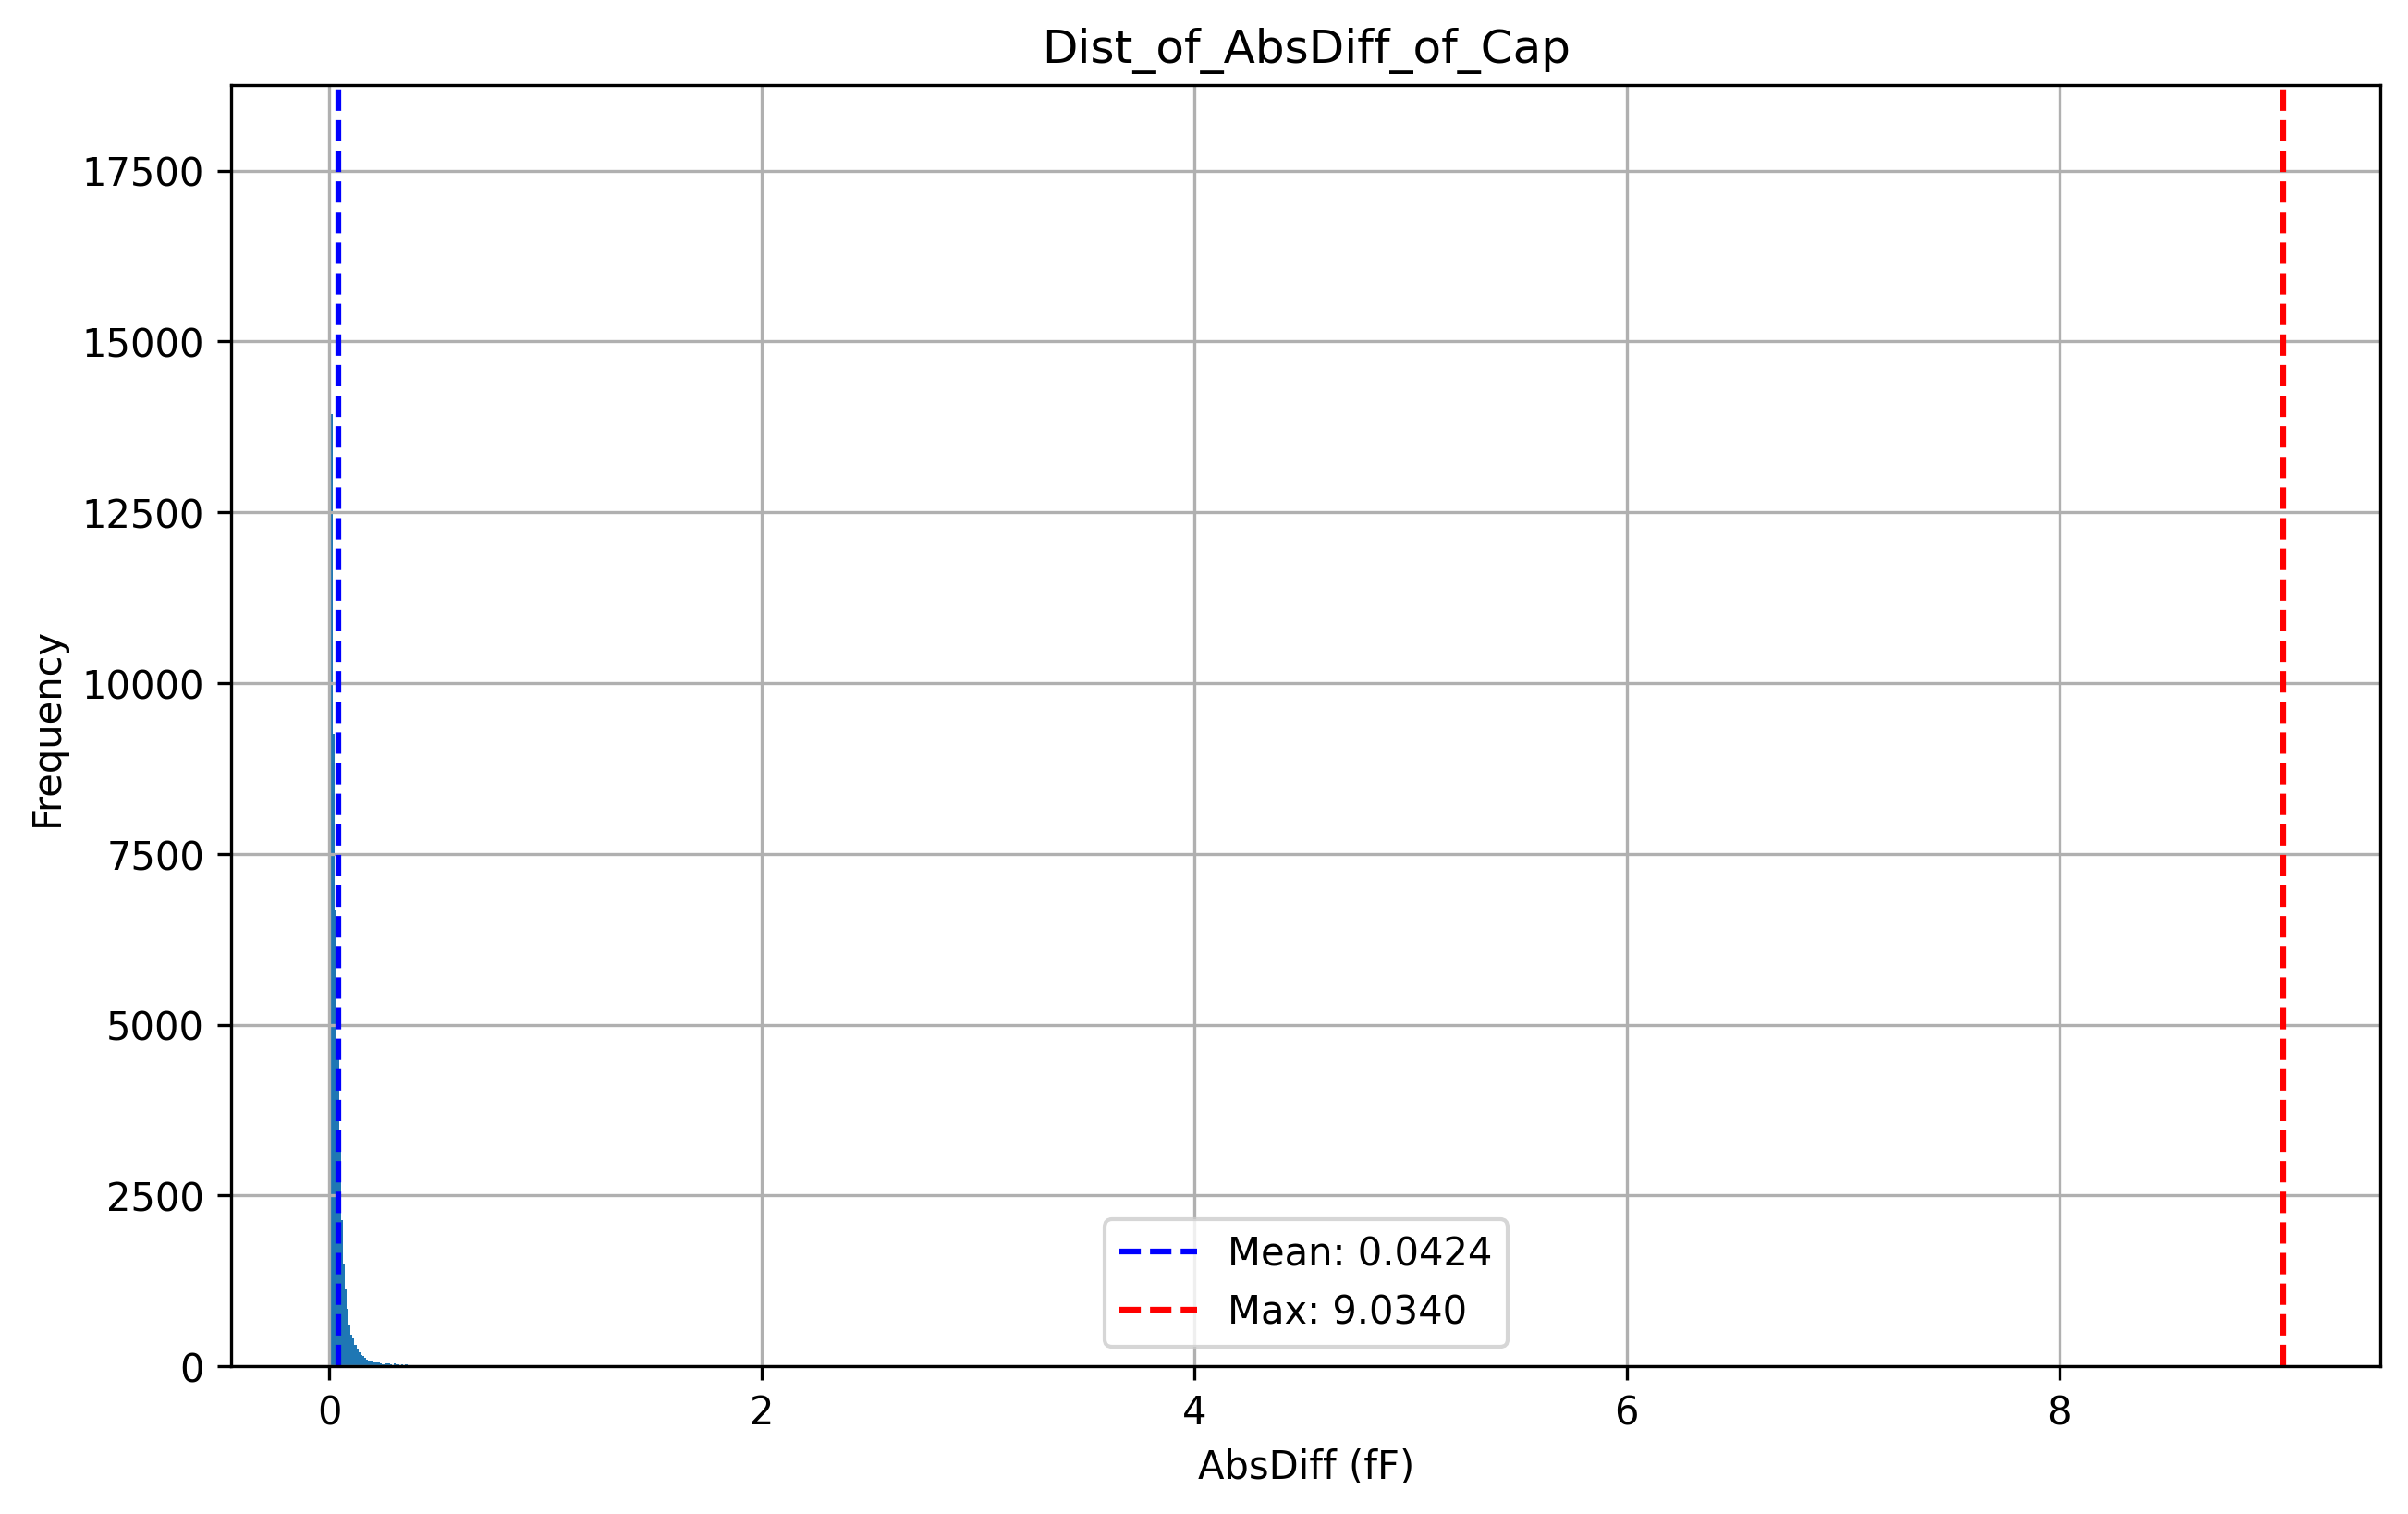 Dist_of_AbsDiff_of_Cap
Frequency
17500
15000
12500
10000
7500
5000
2500
0
Mean: 0.0424
Max: 9.0340
0 2 4 6 8
AbsDiff (fF)